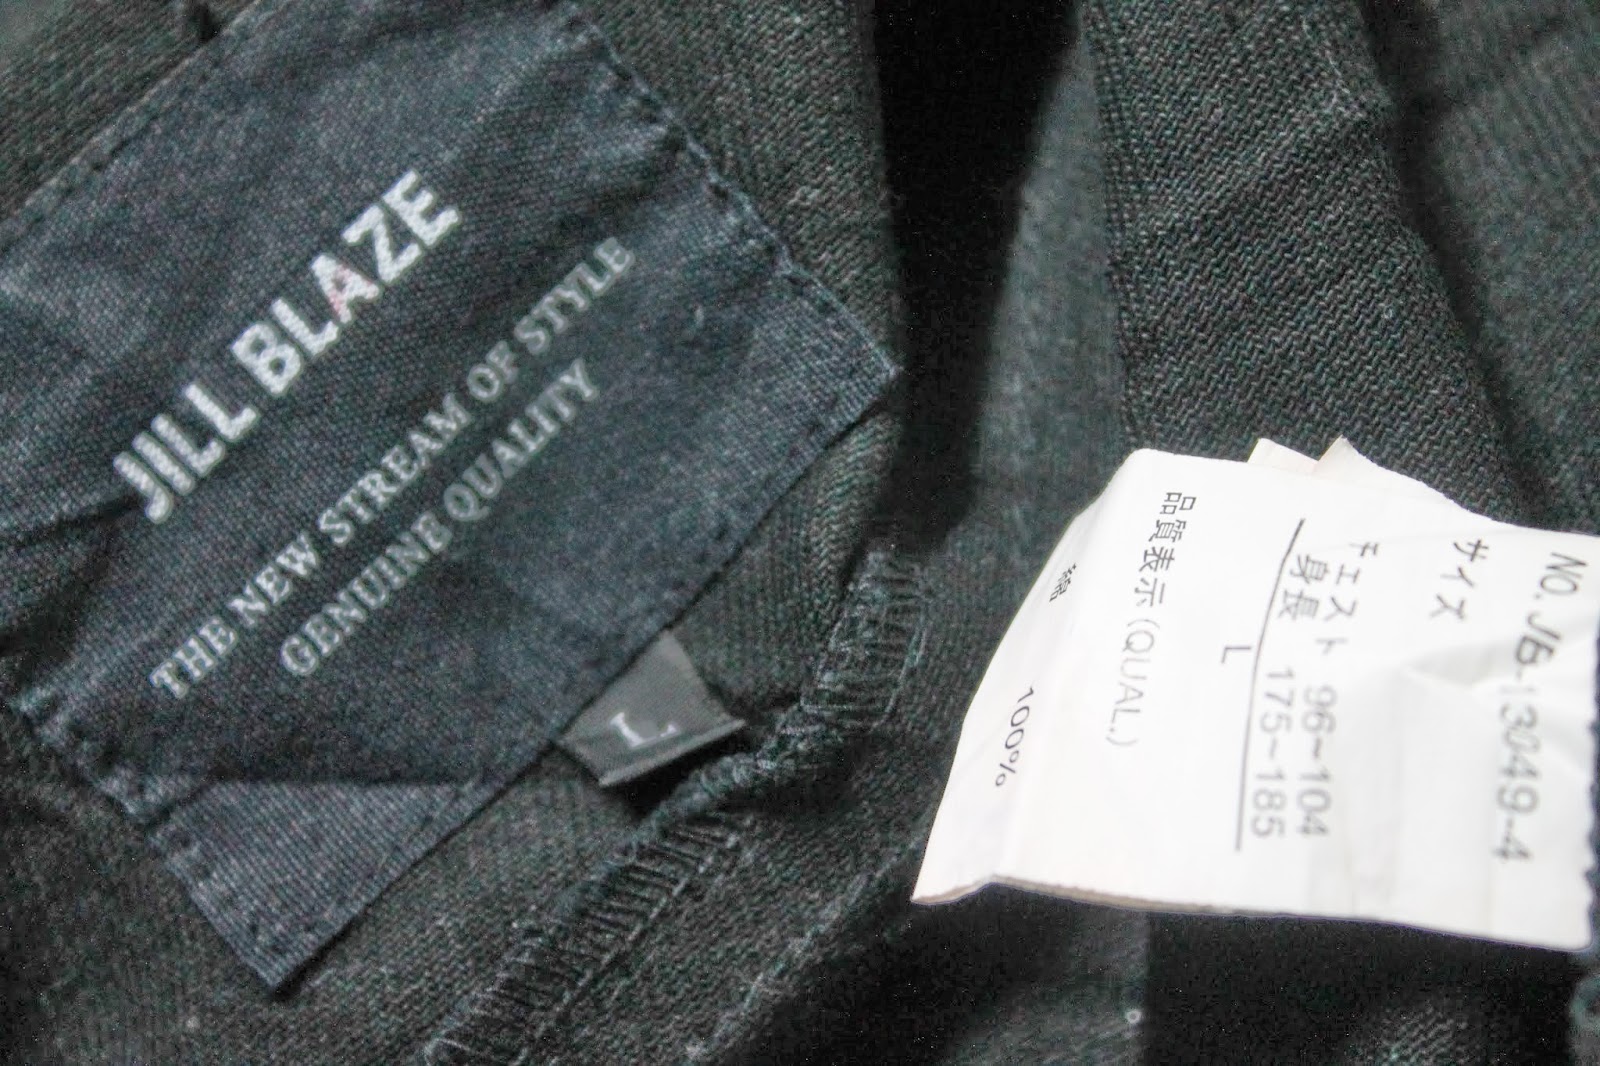 JILL BLAZE
THE NEW STREAM OF STYLE
GENUINE QUALITY
L
NO. JB-13049-4
サイズ
チェスト 96~104
身長 175~185
L
品質表示 (QUAL.)
綿 100%